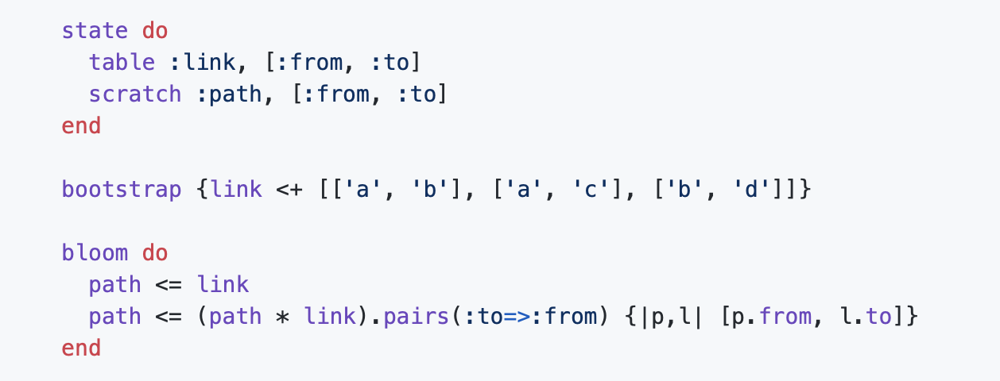 state do
  table :link, [:from, :to]
  scratch :path, [:from, :to]
end

bootstrap {link <+ [['a', 'b'], ['a', 'c'], ['b', 'd']]}

bloom do
  path <= link
  path <= (path * link).pairs(:to=>:from) {|p,l| [p.from, l.to]}
end